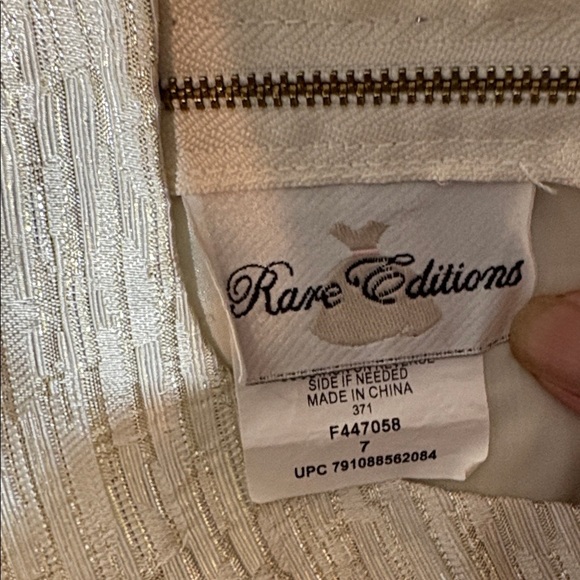 Rare Editions
SIDE IF NEEDED
MADE IN CHINA
371
F447058
7
UPC 791088562084